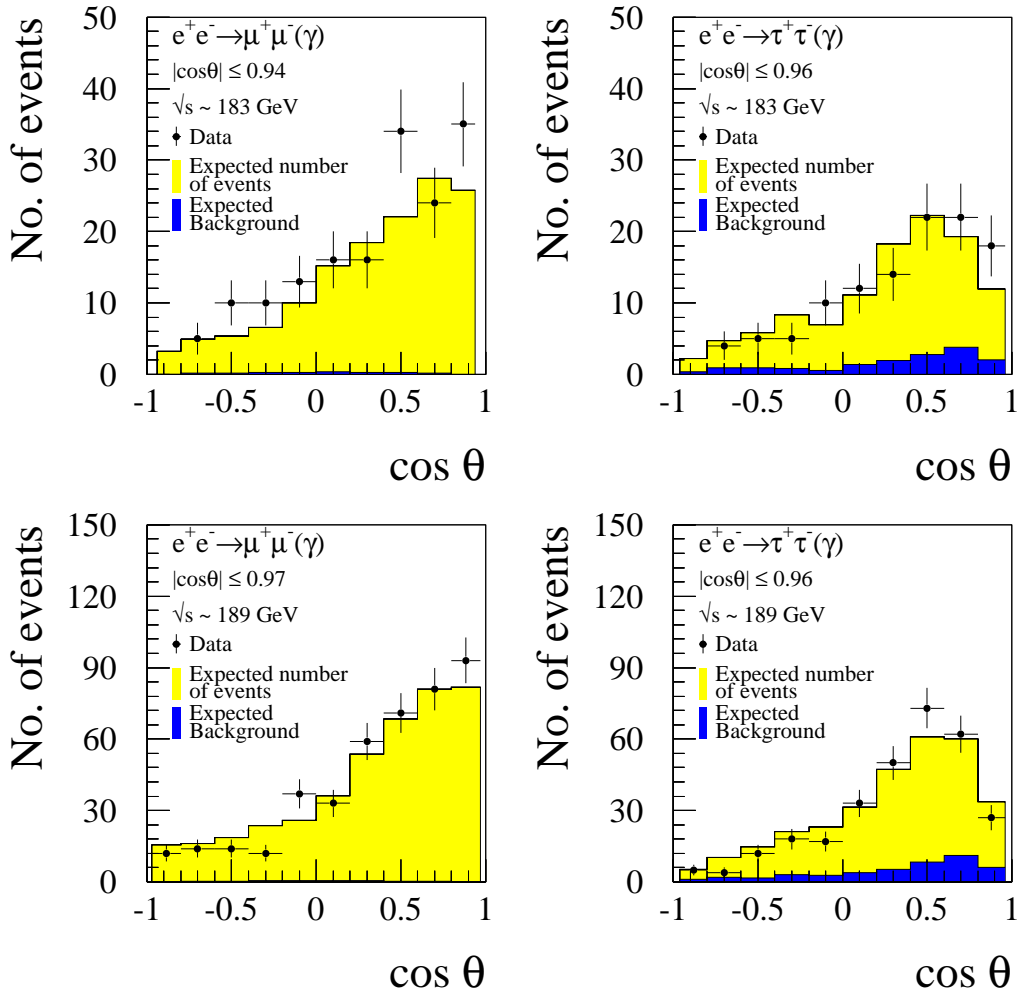 No. of events
50
40
30
20
10
0
e⁺e⁻→μ⁺μ⁻(γ)
|cosθ| ≤ 0.94
√s ~ 183 GeV
Data
Expected number
of events
Expected
Background
-1 -0.5 0 0.5 1
cos θ
No. of events
50
40
30
20
10
0
e⁺e⁻→τ⁺τ⁻(γ)
|cosθ| ≤ 0.96
√s ~ 183 GeV
Data
Expected number
of events
Expected
Background
-1 -0.5 0 0.5 1
cos θ
No. of events
150
120
90
60
30
0
e⁺e⁻→μ⁺μ⁻(γ)
|cosθ| ≤ 0.97
√s ~ 189 GeV
Data
Expected number
of events
Expected
Background
-1 -0.5 0 0.5 1
cos θ
No. of events
150
120
90
60
30
0
e⁺e⁻→τ⁺τ⁻(γ)
|cosθ| ≤ 0.96
√s ~ 189 GeV
Data
Expected number
of events
Expected
Background
-1 -0.5 0 0.5 1
cos θ